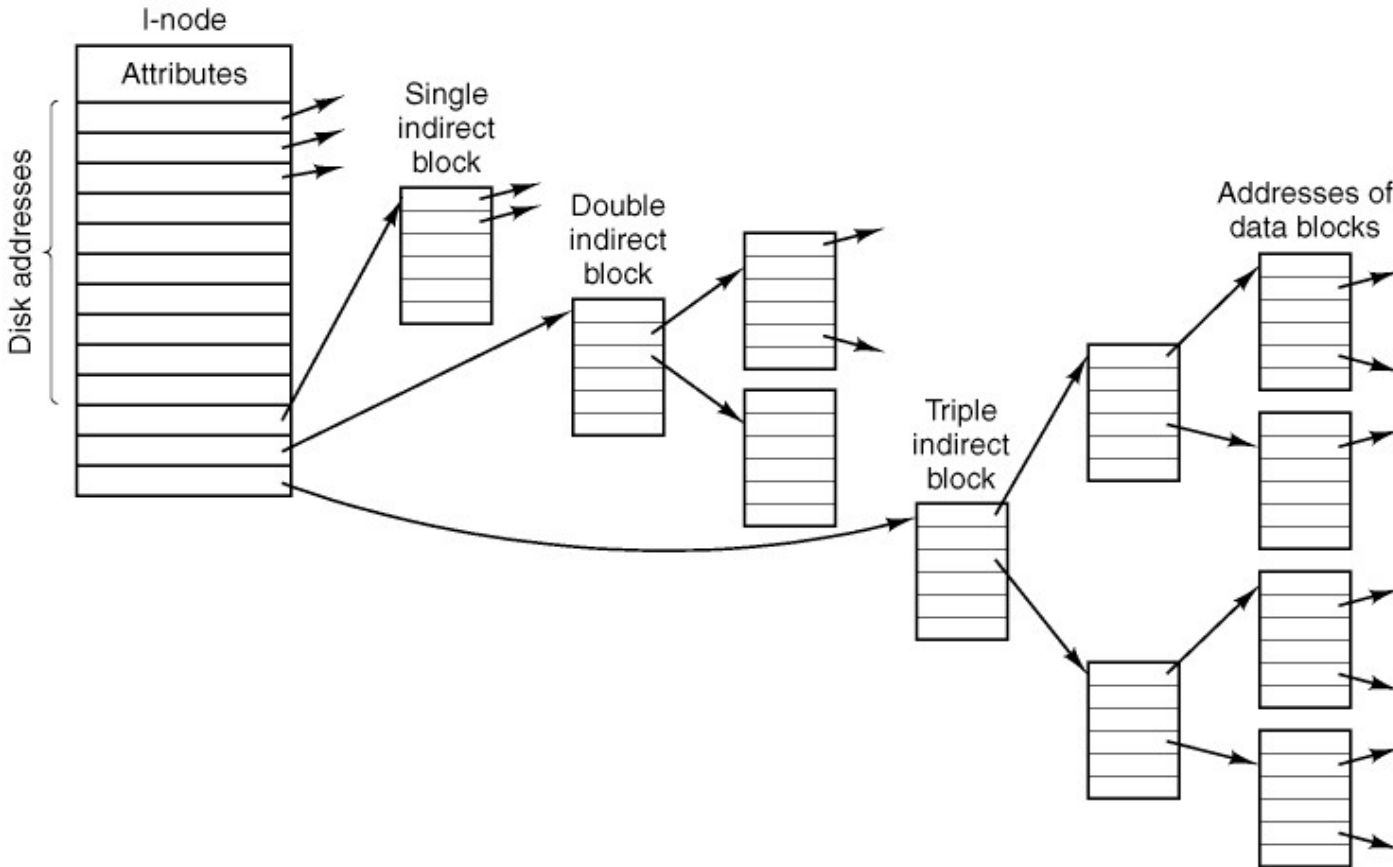 I-node
Attributes
Disk addresses
Single
indirect
block
Double
indirect
block
Triple
indirect
block
Addresses of
data blocks